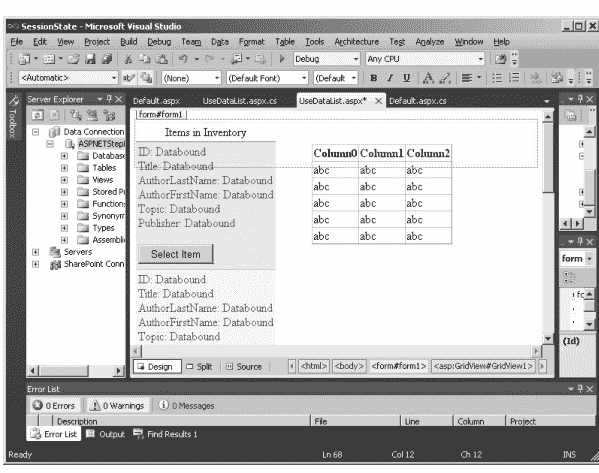 SessionState - Microsoft Visual Studio
File Edit View Project Build Debug Team Data Format Table Tools Architecture Test Analyze Window Help
Debug Any CPU
<Automatic> (None) (Default Font) (Default B I U A
Server Explorer
Default.aspx UseDataList.aspx.cs UseDataList.aspx* Default.aspx.cs
Toolbox
form#form1
Data Connection
ASPNETStepl
Database
Tables
Views
Stored Pr
Function
Synonym
Types
Assembli
Servers
SharePoint Conn
Items in Inventory
ID: Databound
Title: Databound
AuthorLastName: Databound
AuthorFirstName: Databound
Topic: Databound
Publisher: Databound
Select Item
ID: Databound
Title: Databound
AuthorLastName: Databound
AuthorFirstName: Databound
Topic: Databound
Column0 Column1 Column2
abc abc abc
abc abc abc
abc abc abc
abc abc abc
abc abc abc
form
(Id)
Design Split Source <html> <body> <form#form1> <asp:GridView#GridView1>
Error List
0 Errors 0 Warnings 0 Messages
Description File Line Column Project
Error List Output Find Results 1
Ready Ln 68 Col 12 Ch 12 INS